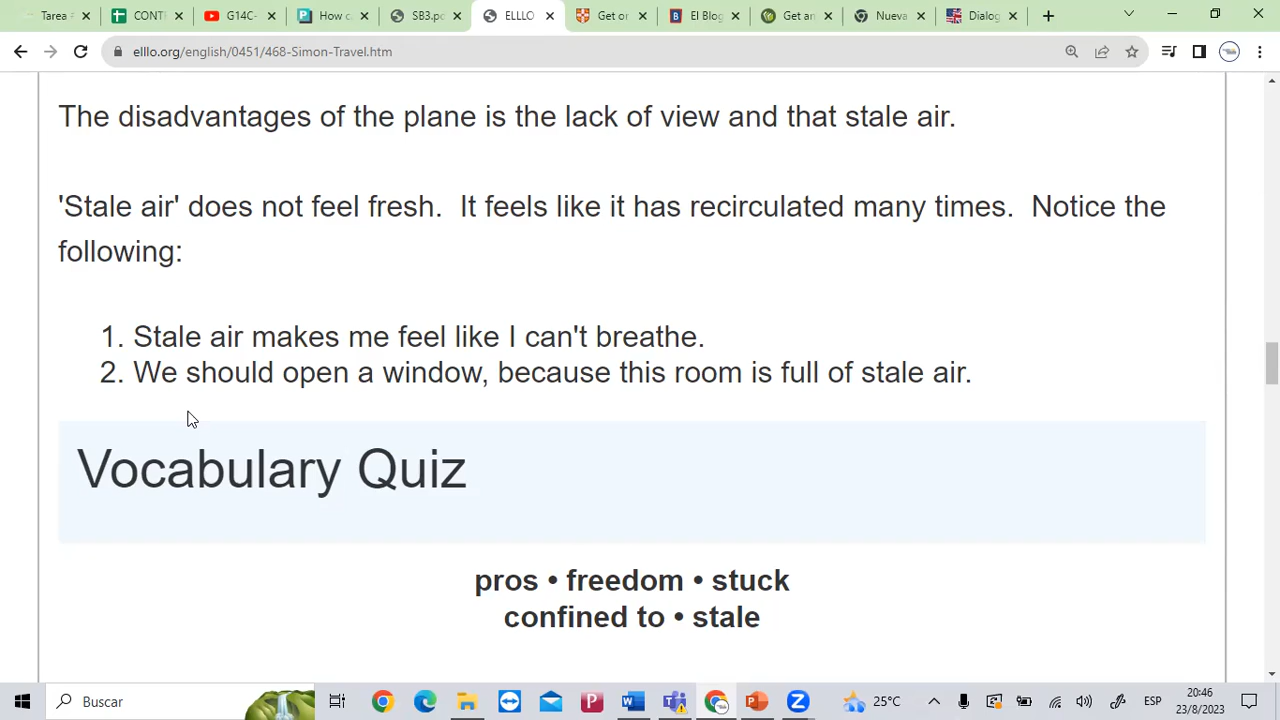 Tarea
CONT
G14C-
How c
SB3.pc
ELLLO
Get or
El Blog
Get ar
Nueva
Dialog
elllo.org/english/0451/468-Simon-Travel.htm
The disadvantages of the plane is the lack of view and that stale air.
'Stale air' does not feel fresh.  It feels like it has recirculated many times.  Notice the
following:
1. Stale air makes me feel like I can't breathe.
2. We should open a window, because this room is full of stale air.
Vocabulary Quiz
pros • freedom • stuck
confined to • stale
Buscar
25°C
ESP
20:46
23/8/2023